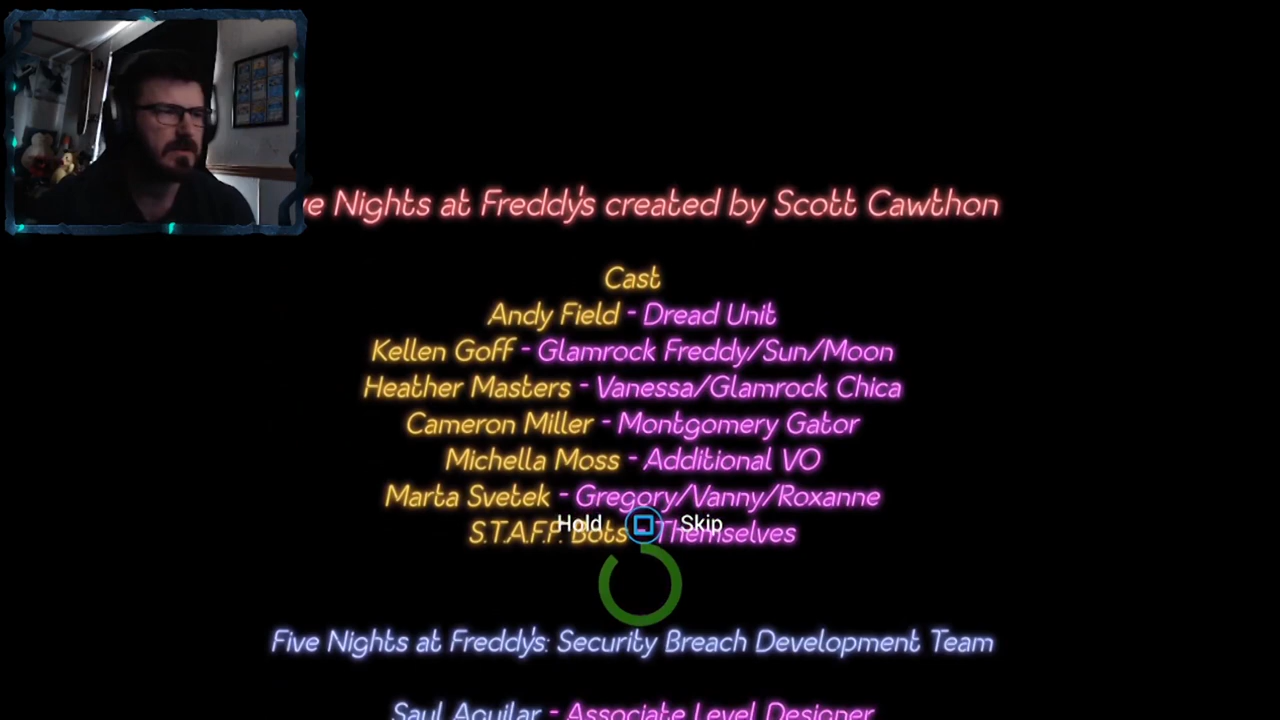 ve Nights at Freddy's created by Scott Cawthon
Cast
Andy Field - Dread Unit
Kellen Goff - Glamrock Freddy/Sun/Moon
Heather Masters - Vanessa/Glamrock Chica
Cameron Miller - Montgomery Gator
Michella Moss - Additional VO
Marta Svetek - Gregory/Vanny/Roxanne
Hold Skip
S.T.A.F.F. Bots - Themselves
Five Nights at Freddy's: Security Breach Development Team
Saul Aguilar - Associate Level Designer